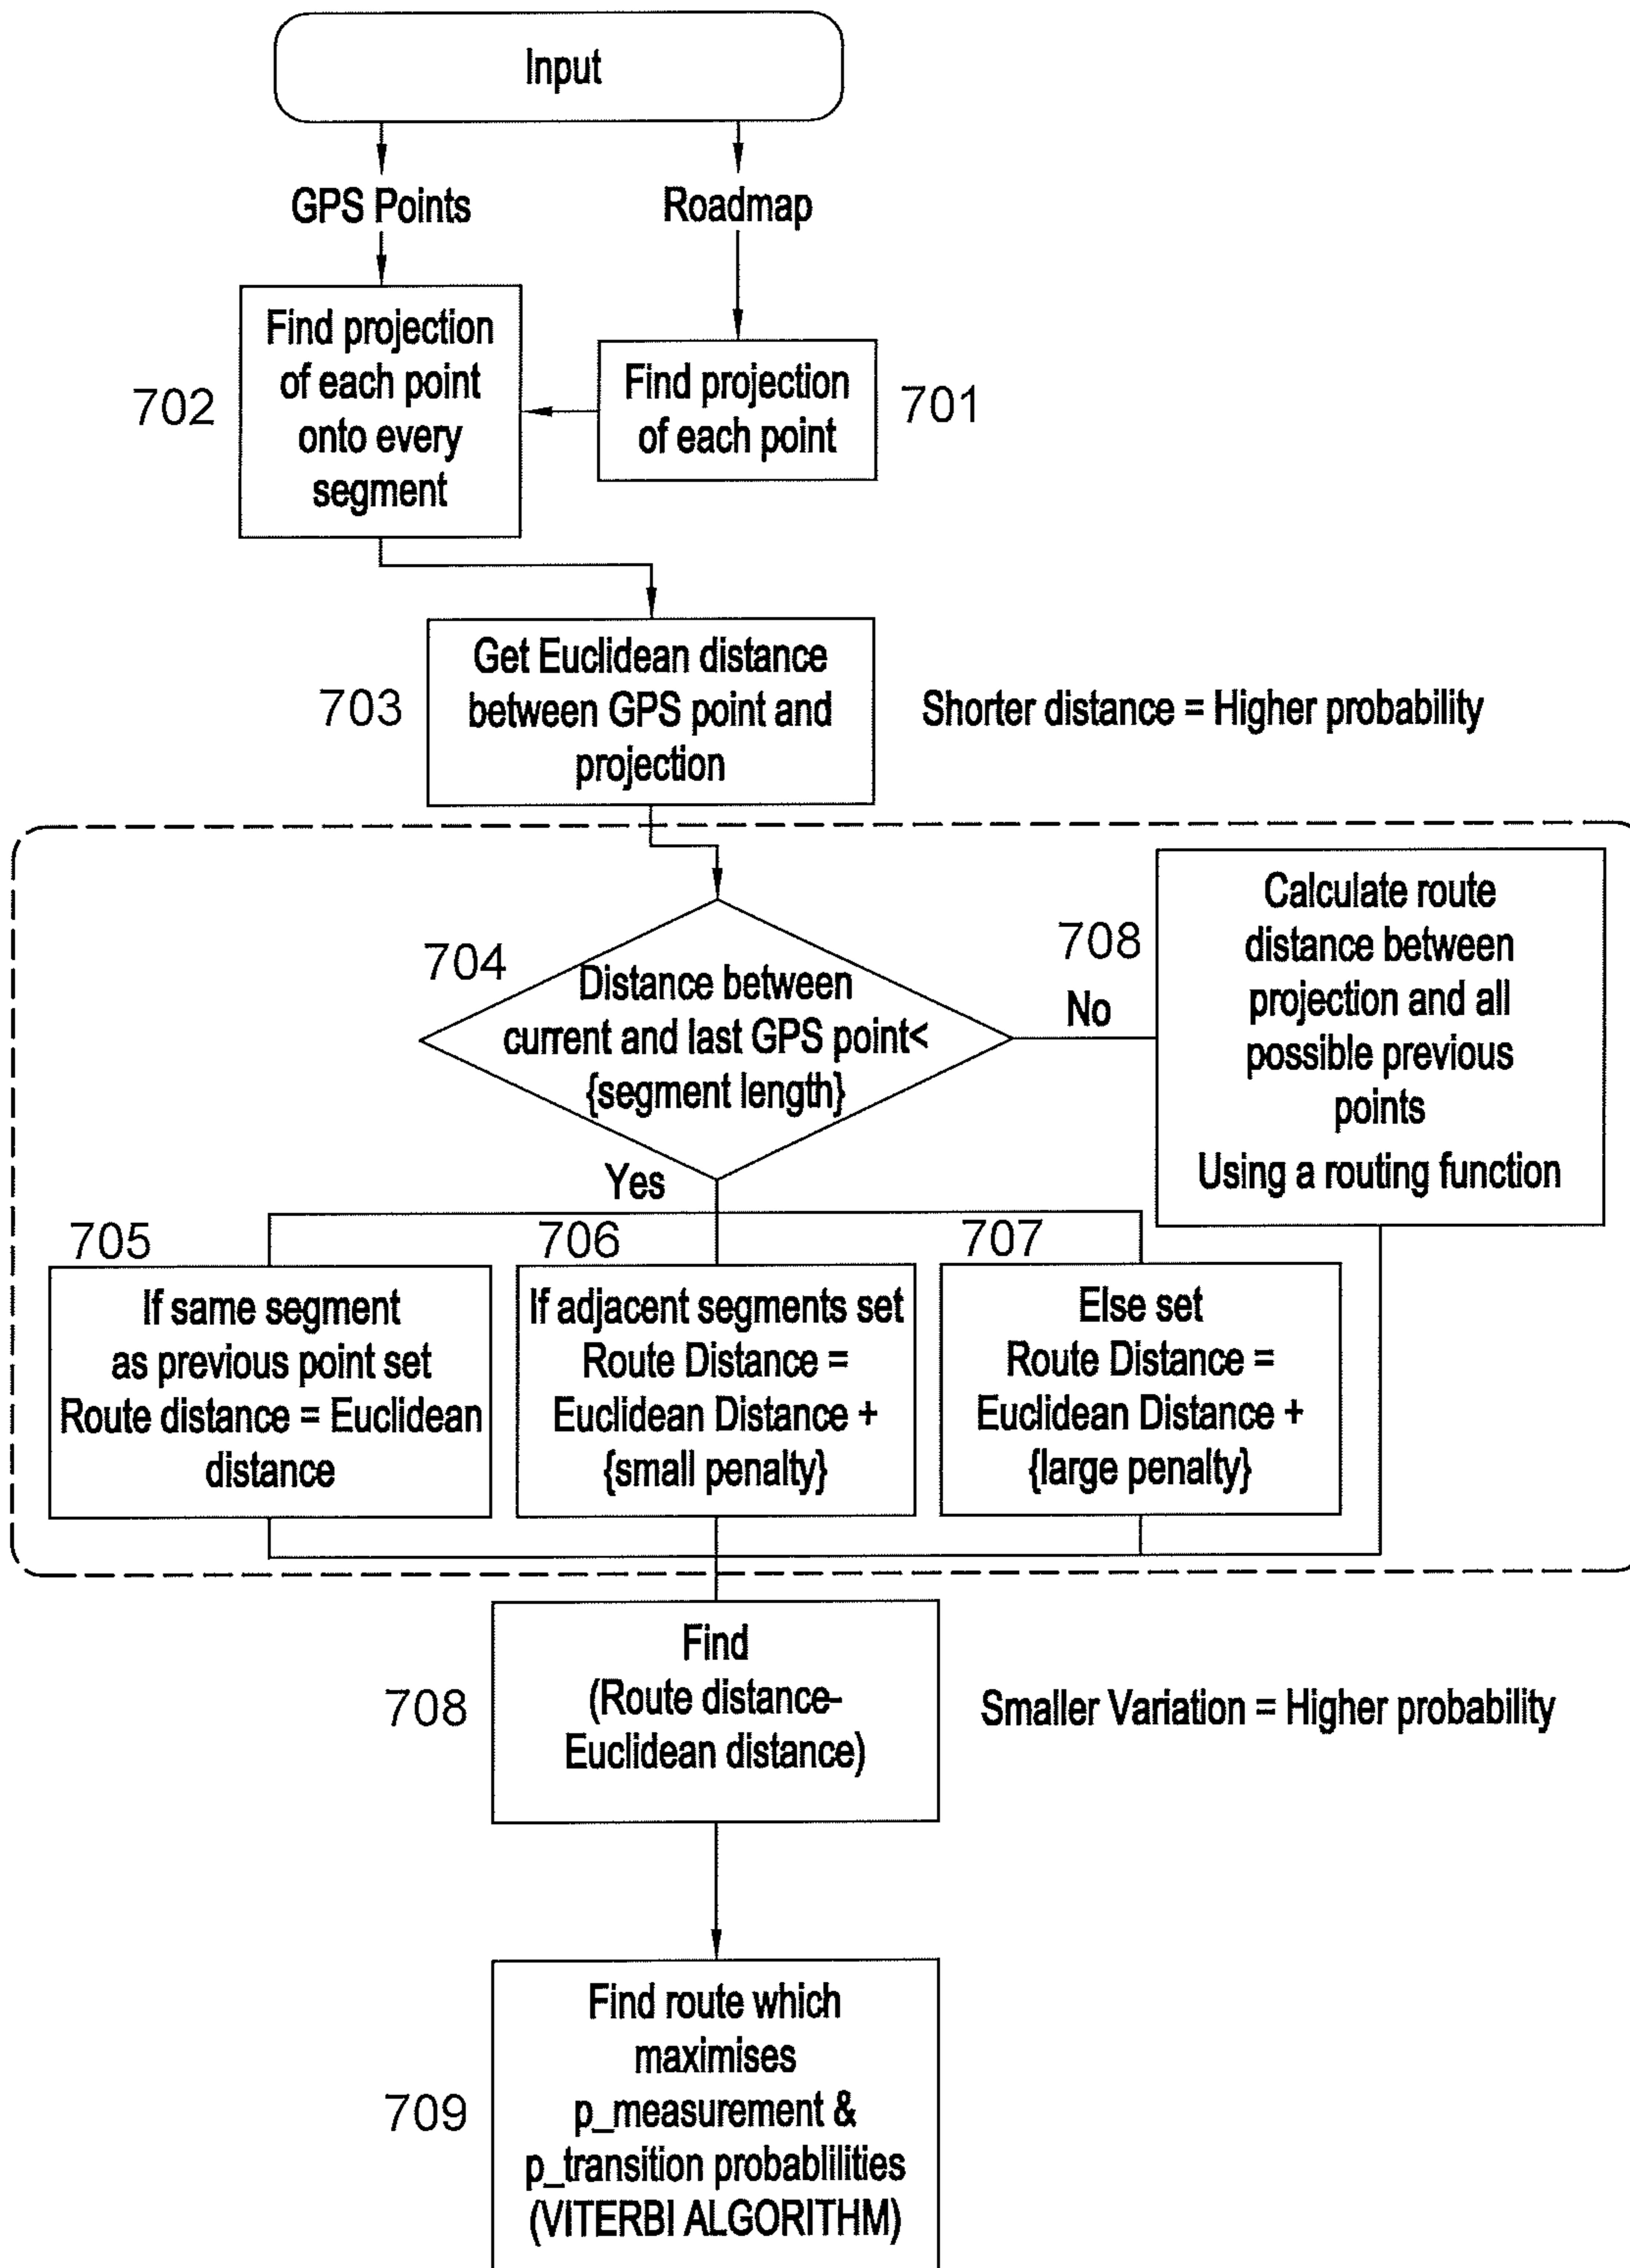 Input
GPS Points
Roadmap
702
Find projection
of each point
onto every
segment
Find projection
of each point
701
703
Get Euclidean distance
between GPS point and
projection
Shorter distance = Higher probability
704
Distance between
current and last GPS point<
{segment length}
No
708
Calculate route
distance between
projection and all
possible previous
points
Using a routing function
Yes
705
If same segment
as previous point set
Route distance = Euclidean
distance
706
If adjacent segments set
Route Distance =
Euclidean Distance +
{small penalty}
707
Else set
Route Distance =
Euclidean Distance +
{large penalty}
708
Find
(Route distance-
Euclidean distance)
Smaller Variation = Higher probability
709
Find route which
maximises
p_measurement &
p_transition probablilities
(VITERBI ALGORITHM)